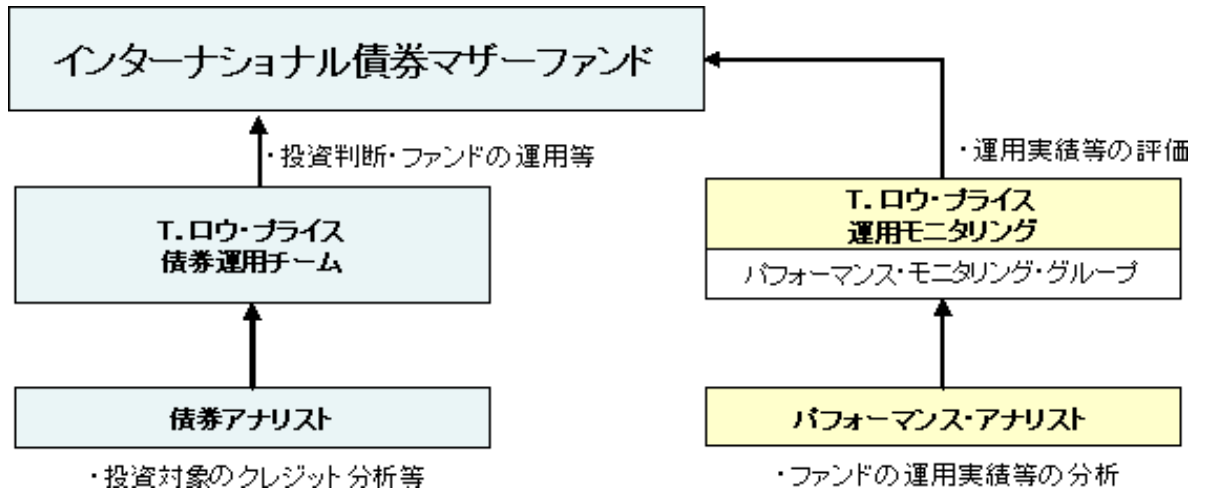 インターナショナル債券マザーファンド
・投資判断・ファンドの運用等
・運用実績等の評価
T.ロウ・プライス
債券運用チーム
T.ロウ・プライス
運用モニタリング
パフォーマンス・モニタリング・グループ
債券アナリスト
パフォーマンス・アナリスト
・投資対象のクレジット分析等
・ファンドの運用実績等の分析